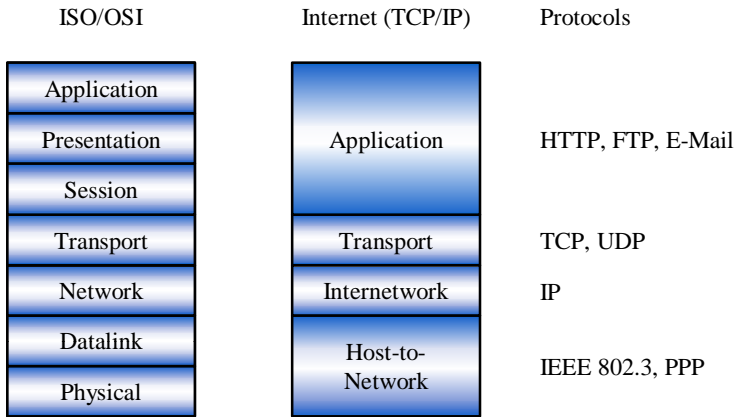 ISO/OSI
Internet (TCP/IP)
Protocols
Application
Presentation
Session
Transport
Network
Datalink
Physical
Application
Transport
Internetwork
Host-to-
Network
HTTP, FTP, E-Mail
TCP, UDP
IP
IEEE 802.3, PPP